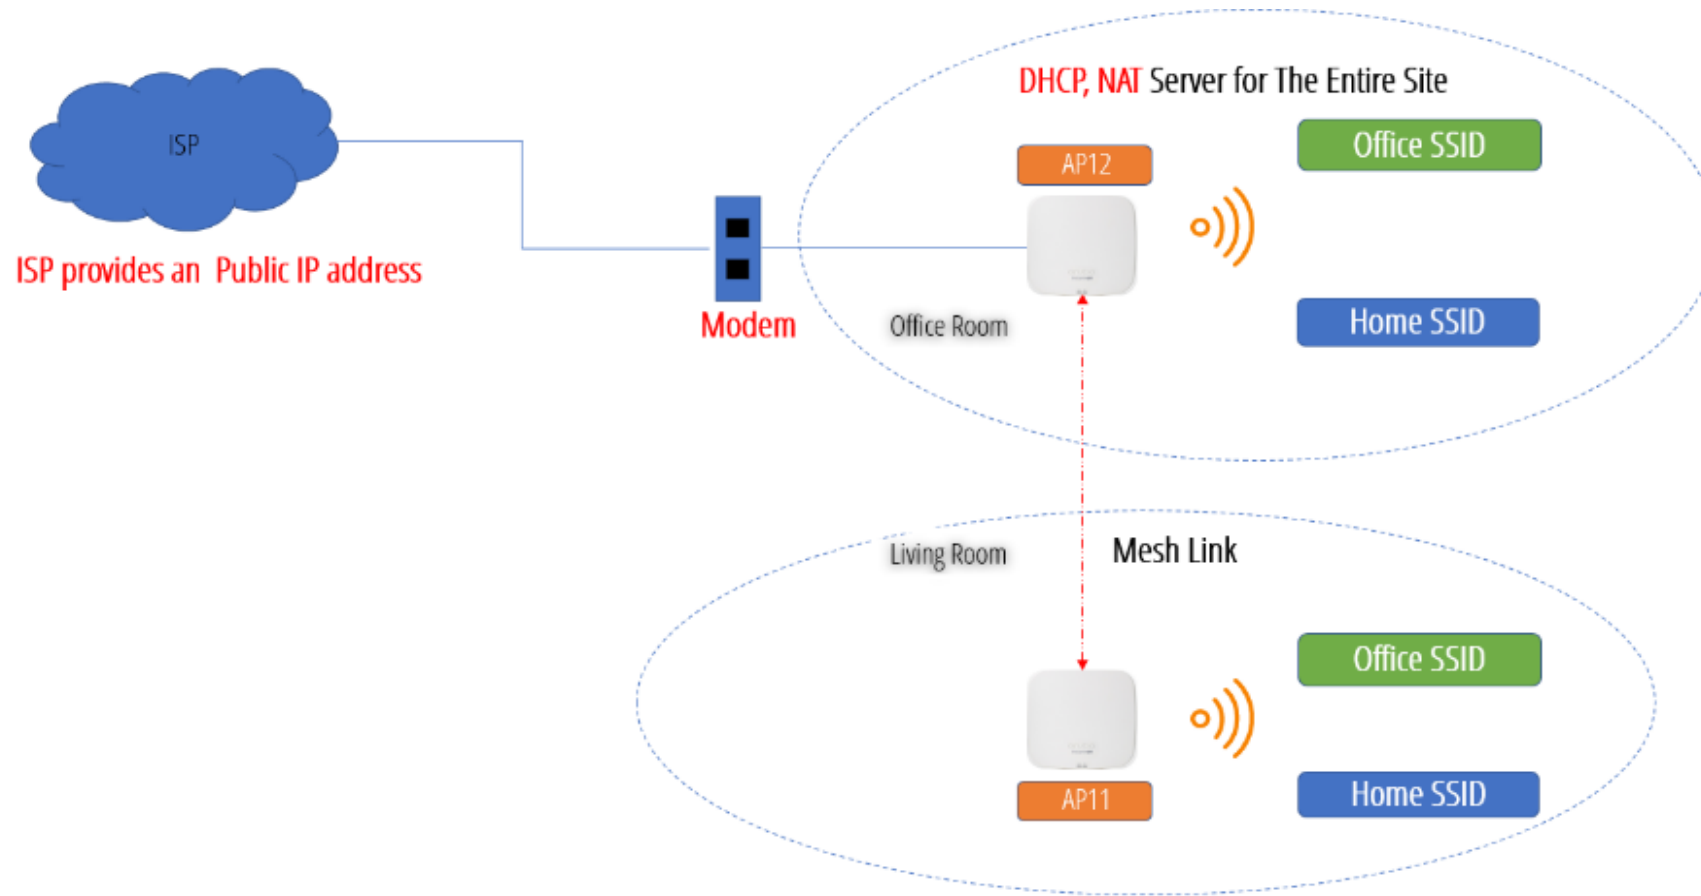 DHCP, NAT Server for The Entire Site
ISP
Office SSID
AP12
ISP provides an Public IP address
Modem
Office Room
Home SSID
Living Room
Mesh Link
Office SSID
AP11
Home SSID